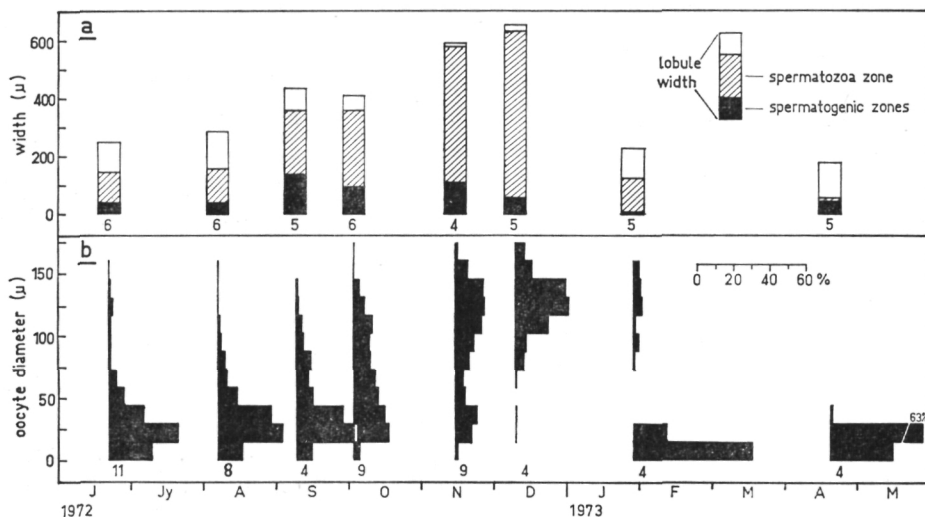 a
600
400
200
0
width (μ)
lobule width
spermatozoa zone
spermatogenic zones
6 6 5 6 4 5 5 5
b
150
100
50
0
oocyte diameter (μ)
0 20 40 60 %
63%
11 8 4 9 9 4 4 4
J Jy A S O N D J F M A M
1972 1973